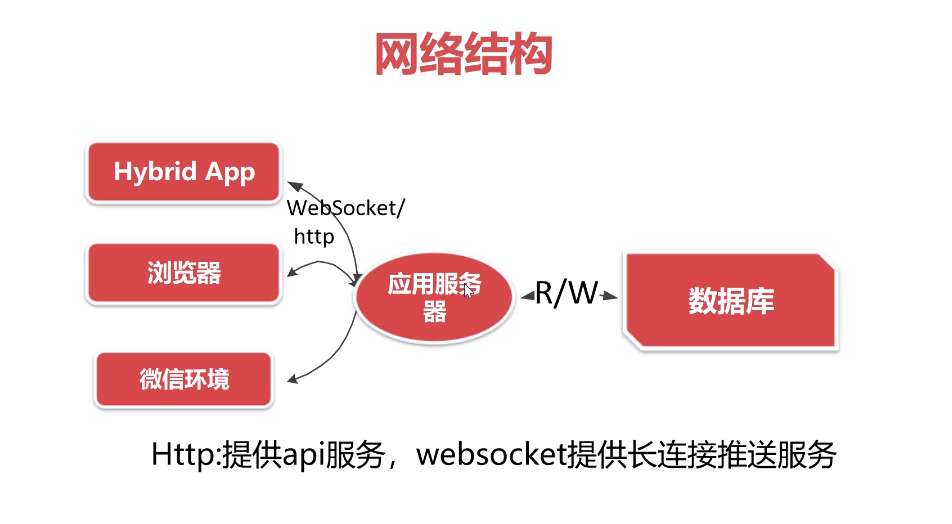 网络结构
Hybrid App
WebSocket/
http
浏览器
应用服务
器
R/W
数据库
微信环境
Http:提供api服务，websocket提供长连接推送服务